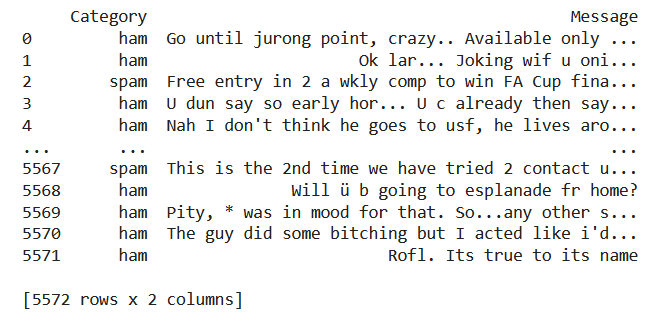 Category Message
0 ham Go until jurong point, crazy.. Available only ...
1 ham Ok lar... Joking wif u oni...
2 spam Free entry in 2 a wkly comp to win FA Cup fina...
3 ham U dun say so early hor... U c already then say...
4 ham Nah I don't think he goes to usf, he lives aro...
... ... ...
5567 spam This is the 2nd time we have tried 2 contact u...
5568 ham Will ü b going to esplanade fr home?
5569 ham Pity, * was in mood for that. So...any other s...
5570 ham The guy did some bitching but I acted like i'd...
5571 ham Rofl. Its true to its name
[5572 rows x 2 columns]